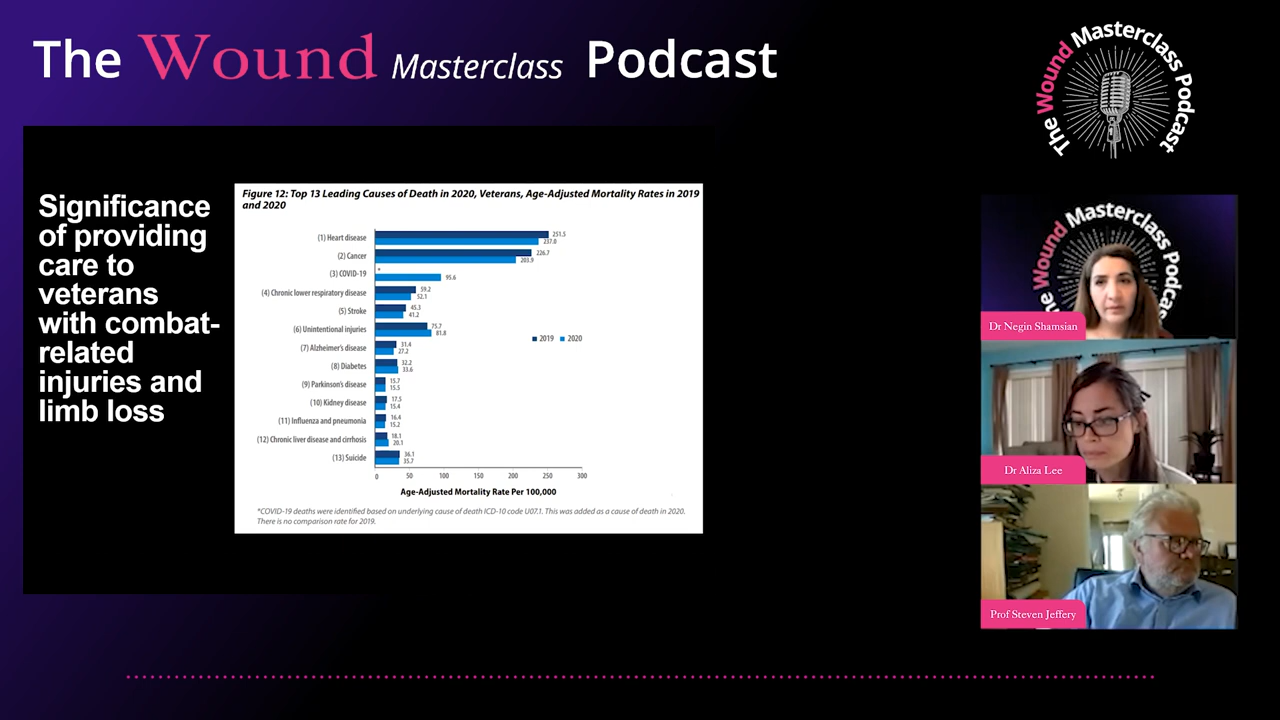 The Wound Masterclass Podcast
The Wound Masterclass Podcast
Significance
of providing
care to
veterans
with combat-
related
injuries and
limb loss
Figure 12: Top 13 Leading Causes of Death in 2020, Veterans, Age-Adjusted Mortality Rates in 2019
and 2020
(1) Heart disease 251.5 237.0
(2) Cancer 226.7 203.9
(3) COVID-19 * 95.6
(4) Chronic lower respiratory disease 59.2 52.1
(5) Stroke 45.3 41.2
(6) Unintentional injuries 75.7 81.8
(7) Alzheimer's disease 31.4 27.2
(8) Diabetes 32.2 33.6
(9) Parkinson's disease 15.7 15.5
(10) Kidney disease 17.5 15.4
(11) Influenza and pneumonia 16.4 15.2
(12) Chronic liver disease and cirrhosis 18.1 20.1
(13) Suicide 36.1 35.7
2019 2020
0 50 100 150 200 250 300
Age-Adjusted Mortality Rate Per 100,000
*COVID-19 deaths were identified based on underlying cause of death ICD-10 code U07.1. This was added as a cause of death in 2020.
There is no comparison rate for 2019.
Wound Masterclass Podcast
Dr Negin Shamsian
Dr Aliza Lee
Prof Steven Jeffery